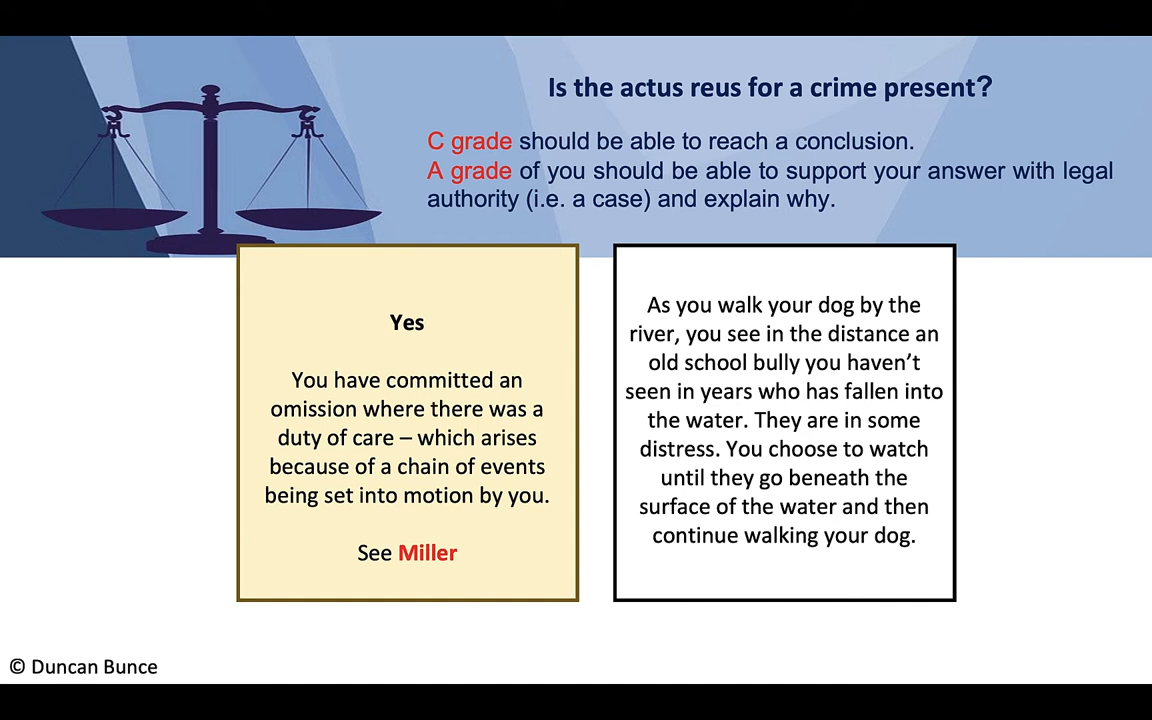 Is the actus reus for a crime present?
C grade should be able to reach a conclusion.
A grade of you should be able to support your answer with legal
authority (i.e. a case) and explain why.
Yes
You have committed an
omission where there was a
duty of care – which arises
because of a chain of events
being set into motion by you.
See Miller
As you walk your dog by the
river, you see in the distance an
old school bully you haven’t
seen in years who has fallen into
the water. They are in some
distress. You choose to watch
until they go beneath the
surface of the water and then
continue walking your dog.
© Duncan Bunce